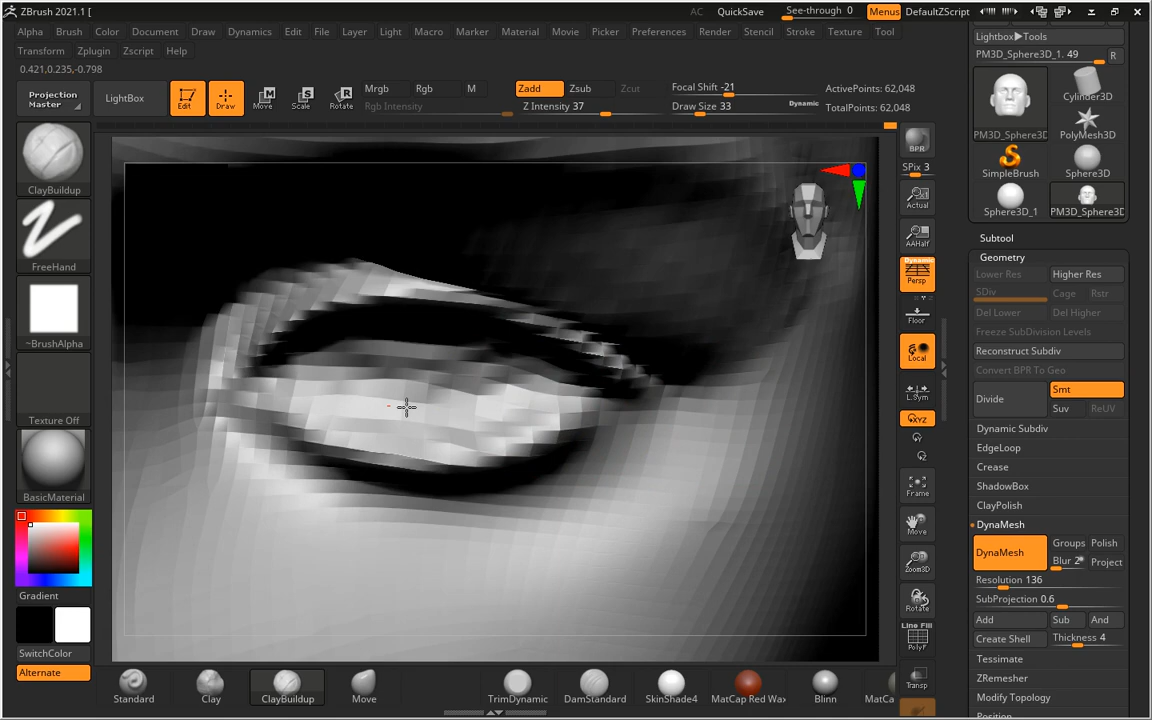 ZBrush 2021.1 [
AC QuickSave See-through 0 Menus DefaultZScript
Alpha Brush Color Document Draw Dynamics Edit File Layer Light Macro Marker Material Movie Picker Preferences Render Stencil Stroke Texture Tool
Transform Zplugin Zscript Help
0.421,0.235,-0.798
Projection Master
LightBox
Edit
Draw
Move
Scale
Rotate
Mrgb Rgb M
Rgb Intensity
Zadd Zsub Zcut
Z Intensity 37
Focal Shift -21
Draw Size 33
Dynamic
ActivePoints: 62,048
TotalPoints: 62,048
ClayBuildup
FreeHand
~BrushAlpha
Texture Off
BasicMaterial
Gradient
SwitchColor
Alternate
BPR
SPix 3
Actual
AAHalf
Dynamic
Persp
Floor
Local
L.Sym
XYZ
Frame
Move
Zoom3D
Rotate
Line Fill
PolyF
Transp
Lightbox▶Tools
PM3D_Sphere3D_1. 49 R
PM3D_Sphere3D
Cylinder3D
PolyMesh3D
SimpleBrush
Sphere3D
Sphere3D_1
PM3D_Sphere3D
Subtool
Geometry
Lower Res Higher Res
SDiv Cage Rstr
Del Lower Del Higher
Freeze SubDivision Levels
Reconstruct Subdiv
Convert BPR To Geo
Divide Smt
Suv ReUV
Dynamic Subdiv
EdgeLoop
Crease
ShadowBox
ClayPolish
DynaMesh
DynaMesh Groups Polish
Blur 2 Project
Resolution 136
SubProjection 0.6
Add Sub And
Create Shell Thickness 4
Tessimate
ZRemesher
Modify Topology
Position
Standard Clay ClayBuildup Move TrimDynamic DamStandard SkinShade4 MatCap Red Wax Blinn MatCa